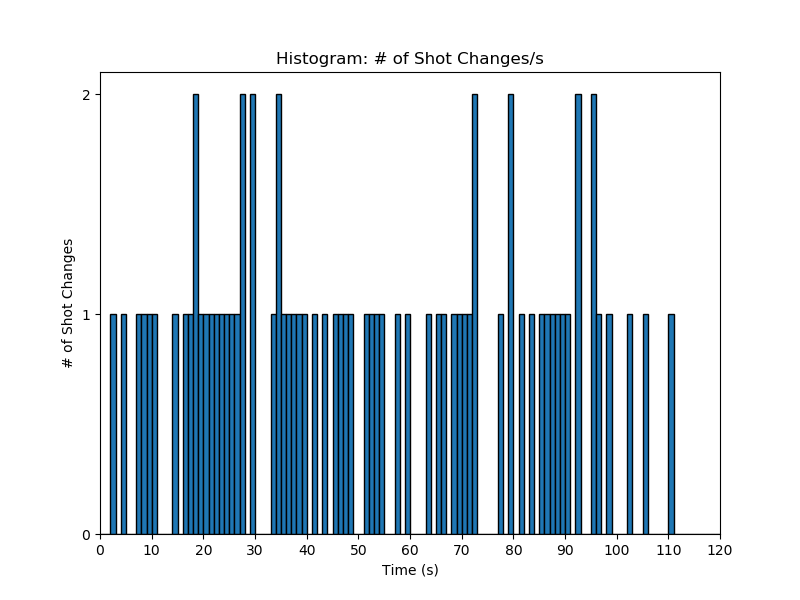 Histogram: # of Shot Changes/s
2
1
0
# of Shot Changes
0 10 20 30 40 50 60 70 80 90 100 110 120
Time (s)